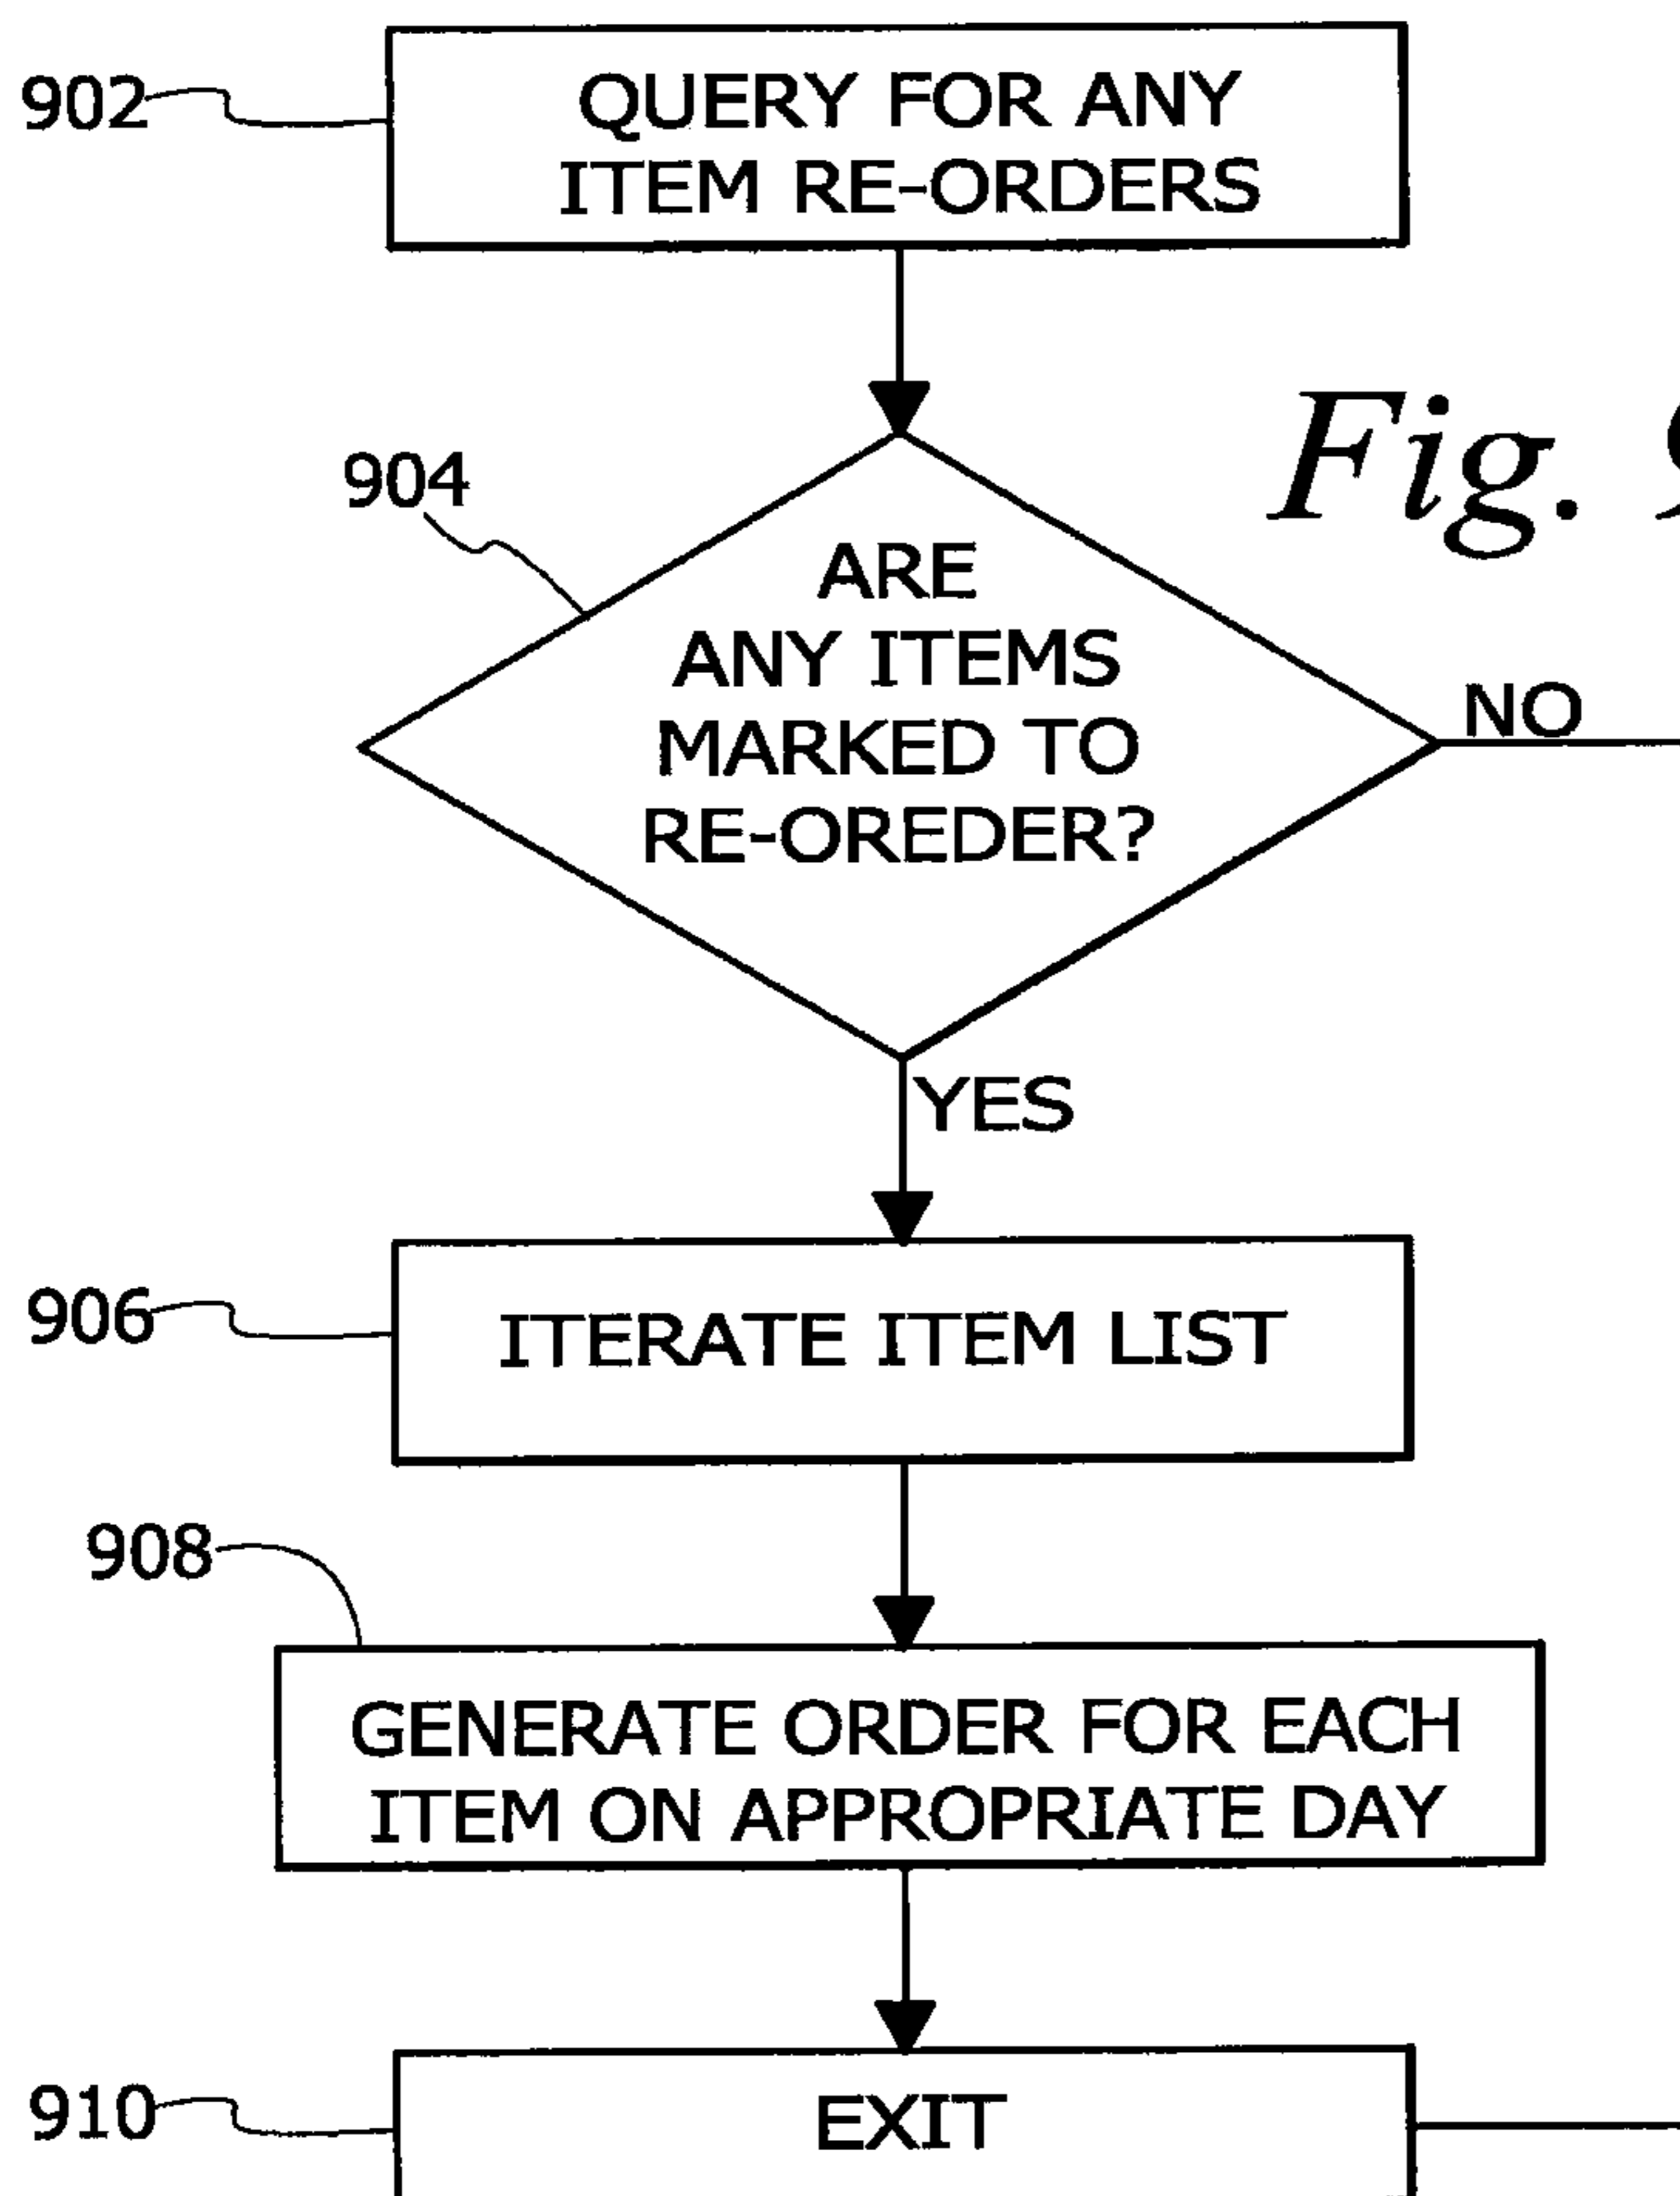 902
QUERY FOR ANY
ITEM RE-ORDERS
Fig.
904
ARE
ANY ITEMS
MARKED TO
RE-OREDER?
NO
YES
906
ITERATE ITEM LIST
908
GENERATE ORDER FOR EACH
ITEM ON APPROPRIATE DAY
910
EXIT